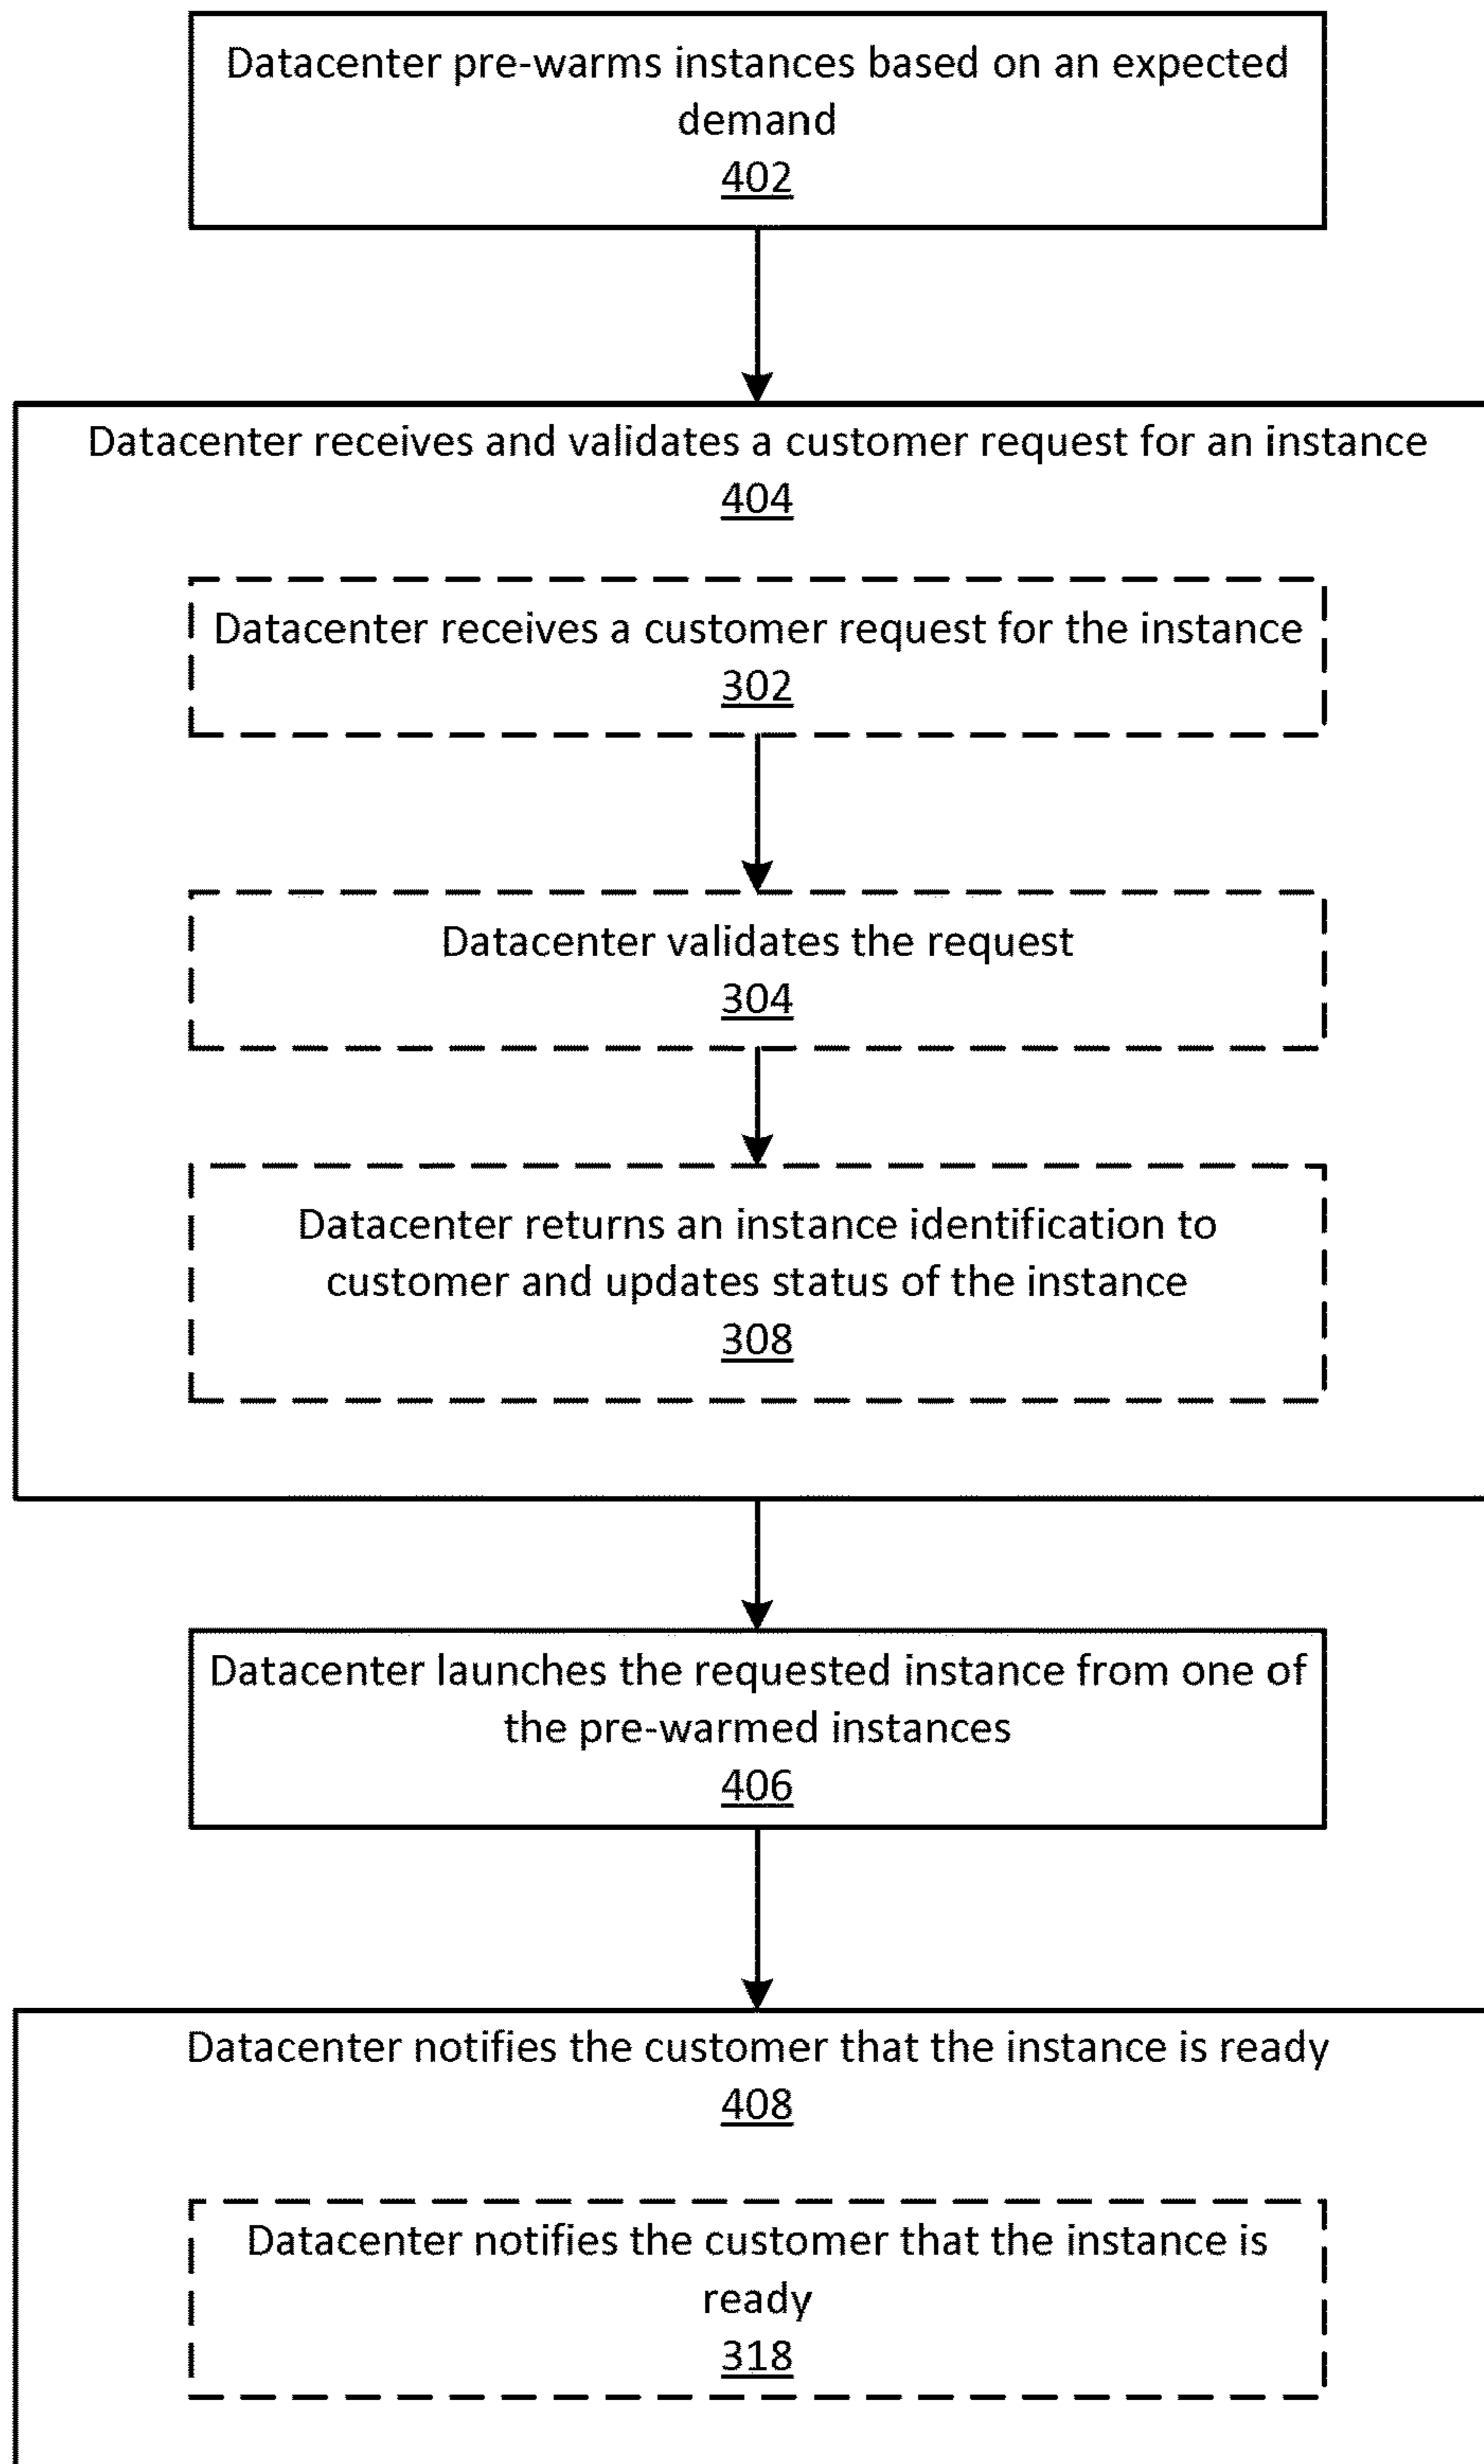 Datacenter pre-warms instances based on an expected
demand
402
Datacenter receives and validates a customer request for an instance
404
Datacenter receives a customer request for the instance
302
Datacenter validates the request
304
Datacenter returns an instance identification to
customer and updates status of the instance
308
Datacenter launches the requested instance from one of
the pre-warmed instances
406
Datacenter notifies the customer that the instance is ready
408
Datacenter notifies the customer that the instance is
ready
318